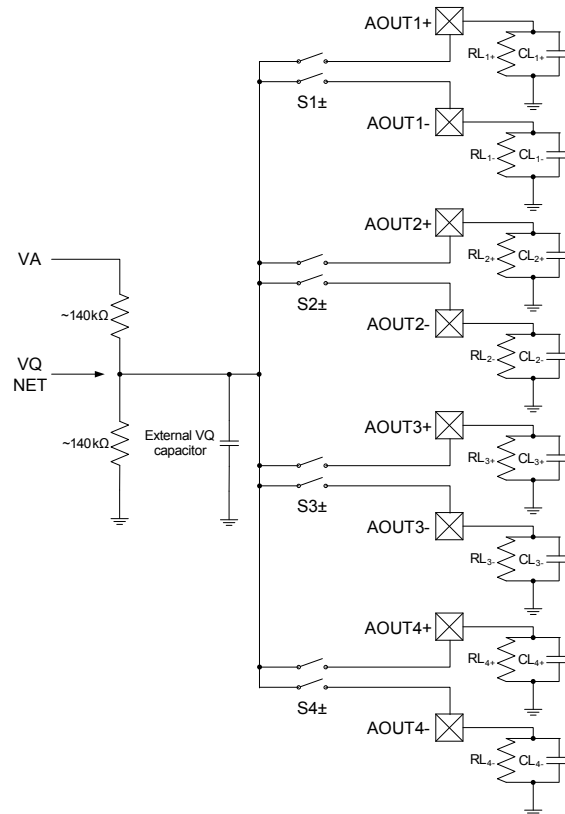 AOUT1+
RL1+ CL1+
S1±
AOUT1-
RL1- CL1-
AOUT2+
RL2+ CL2+
VA
S2±
~140kΩ
AOUT2-
RL2- CL2-
VQ
NET
AOUT3+
~140kΩ
External VQ
capacitor
RL3+ CL3+
S3±
AOUT3-
RL3- CL3-
AOUT4+
RL4+ CL4+
S4±
AOUT4-
RL4- CL4-